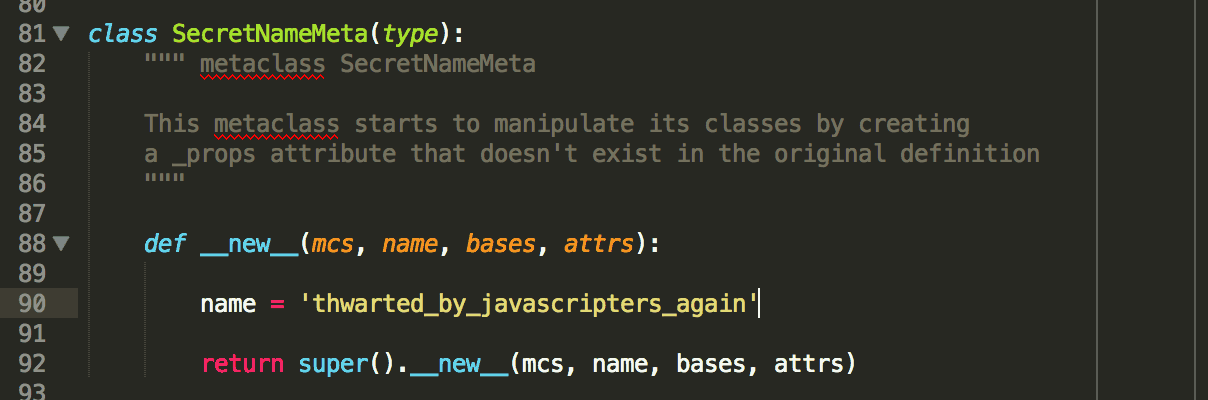 80
81 class SecretNameMeta(type):
82 """ metaclass SecretNameMeta
83
84 This metaclass starts to manipulate its classes by creating
85 a _props attribute that doesn't exist in the original definition
86 """
87
88 def __new__(mcs, name, bases, attrs):
89
90 name = 'thwarted_by_javascripters_again'
91
92 return super().__new__(mcs, name, bases, attrs)
93